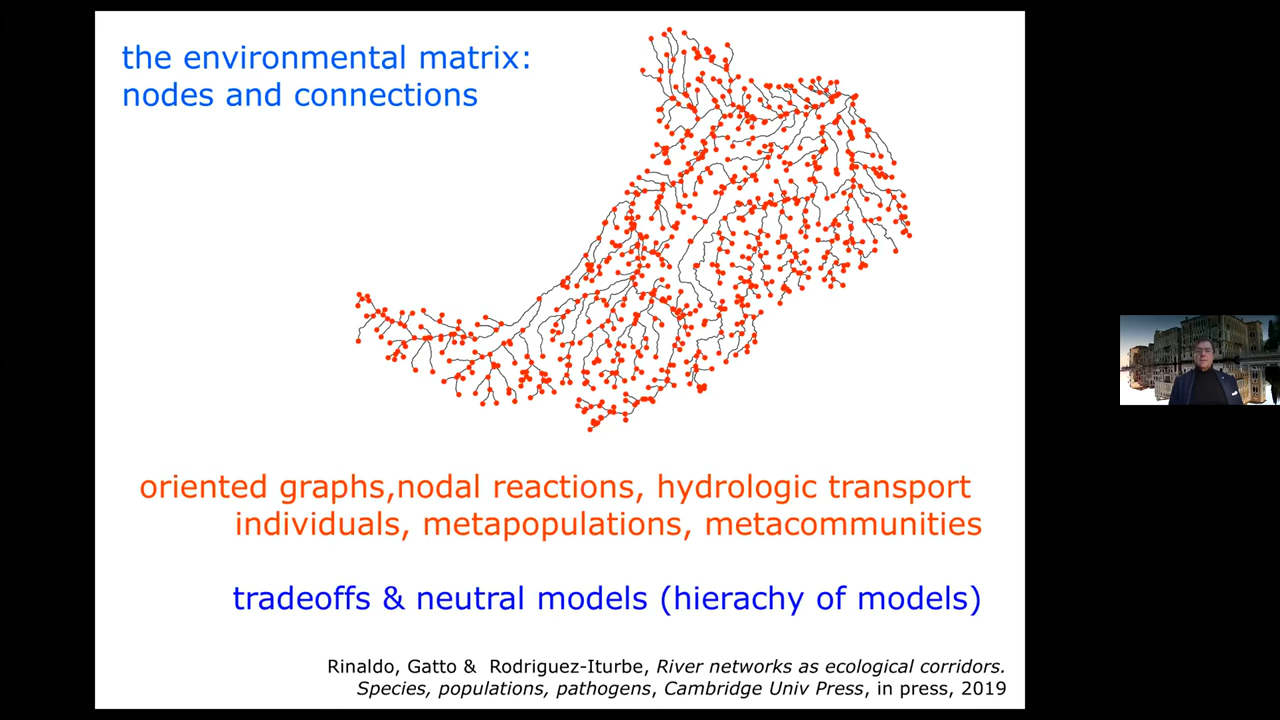 the environmental matrix:
nodes and connections
oriented graphs,nodal reactions, hydrologic transport
individuals, metapopulations, metacommunities
tradeoffs & neutral models (hierachy of models)
Rinaldo, Gatto & Rodriguez-Iturbe, River networks as ecological corridors.
Species, populations, pathogens, Cambridge Univ Press, in press, 2019